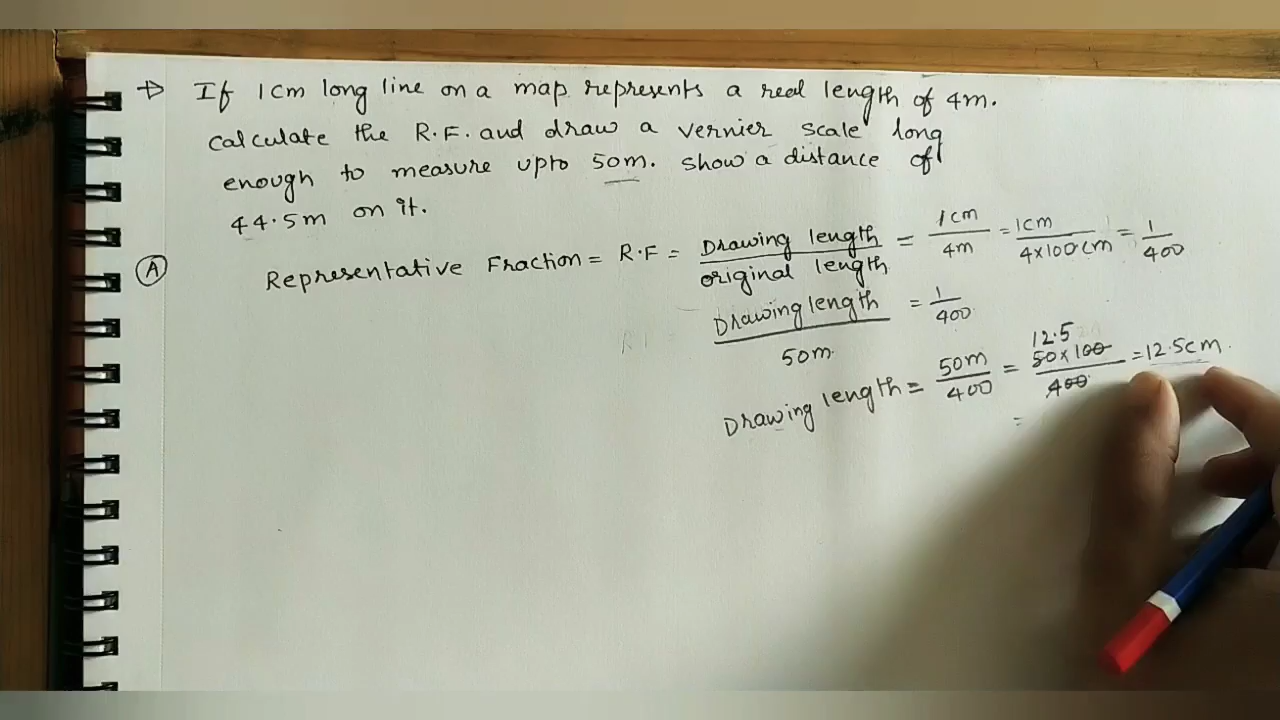 → If 1cm long line on a map represents a real length of 4m.
calculate the R.F. and draw a vernier scale long
enough to measure upto 50m. show a distance of
44.5m on it.
(A) Representative Fraction = R.F = Drawing length / original length = 1cm / 4m = 1cm / 4×100cm = 1 / 400
Drawing length / 50m = 1 / 400
Drawing length = 50m / 400 = 12.5 50×100 / 400 = 12.5cm.
=